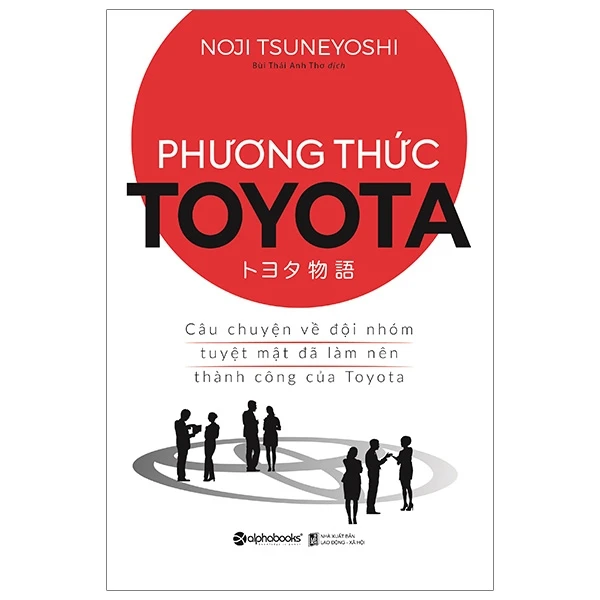 NOJI TSUNEYOSHI
Bùi Thái Anh Thơ dịch
PHƯƠNG THỨC
TOYOTA
トヨタ物語
Câu chuyện về đội nhóm
tuyệt mật đã làm nên
thành công của Toyota
alphabooks
NHÀ XUẤT BẢN
LAO ĐỘNG - XÃ HỘI